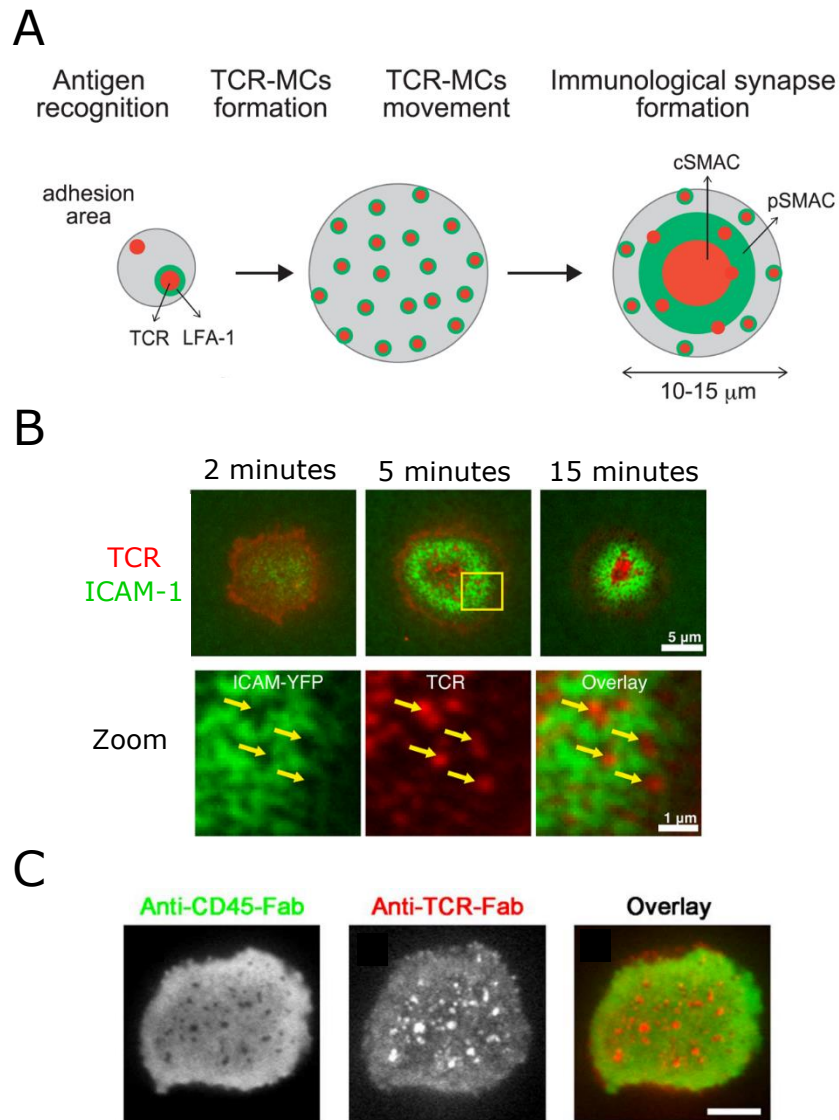 A
Antigen
recognition
TCR-MCs
formation
TCR-MCs
movement
Immunological synapse
formation
adhesion
area
TCR
LFA-1
cSMAC
pSMAC
10-15 μm
B
2 minutes
5 minutes
15 minutes
TCR
ICAM-1
5 μm
Zoom
ICAM-YFP
TCR
Overlay
1 μm
C
Anti-CD45-Fab
Anti-TCR-Fab
Overlay